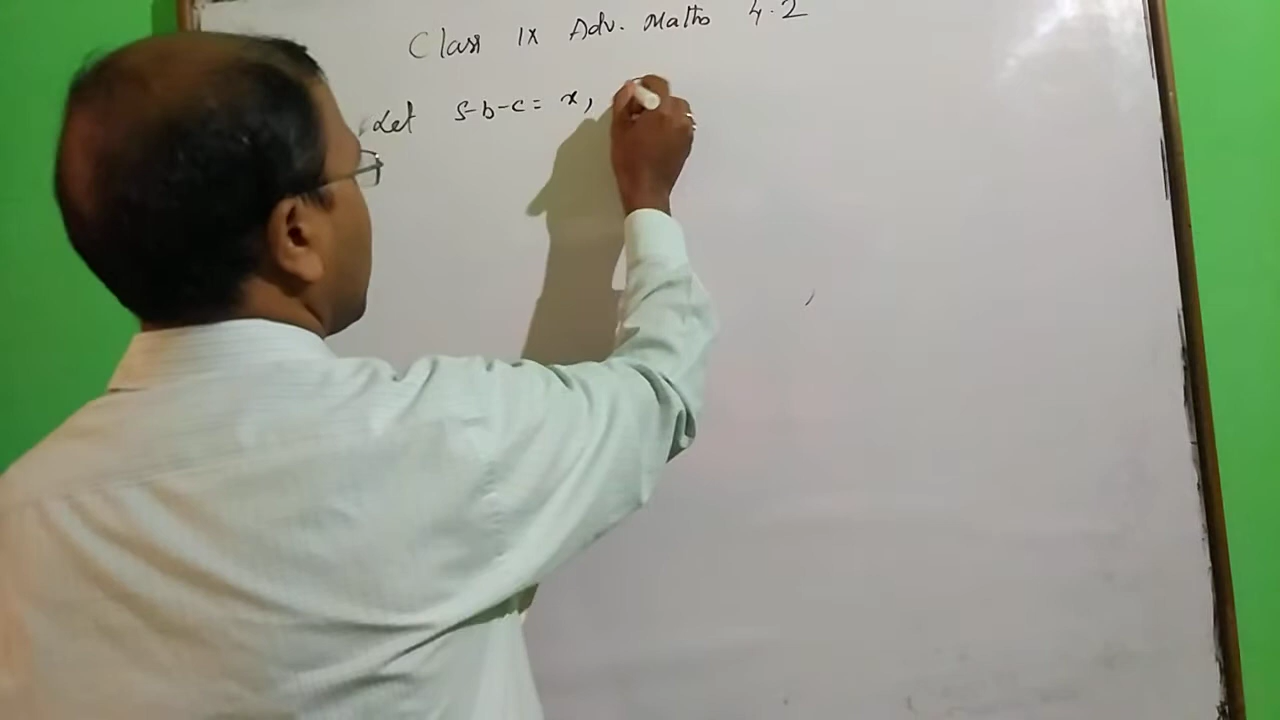 Class IX Adv. Maths 4.2
Let s-b-c = x,